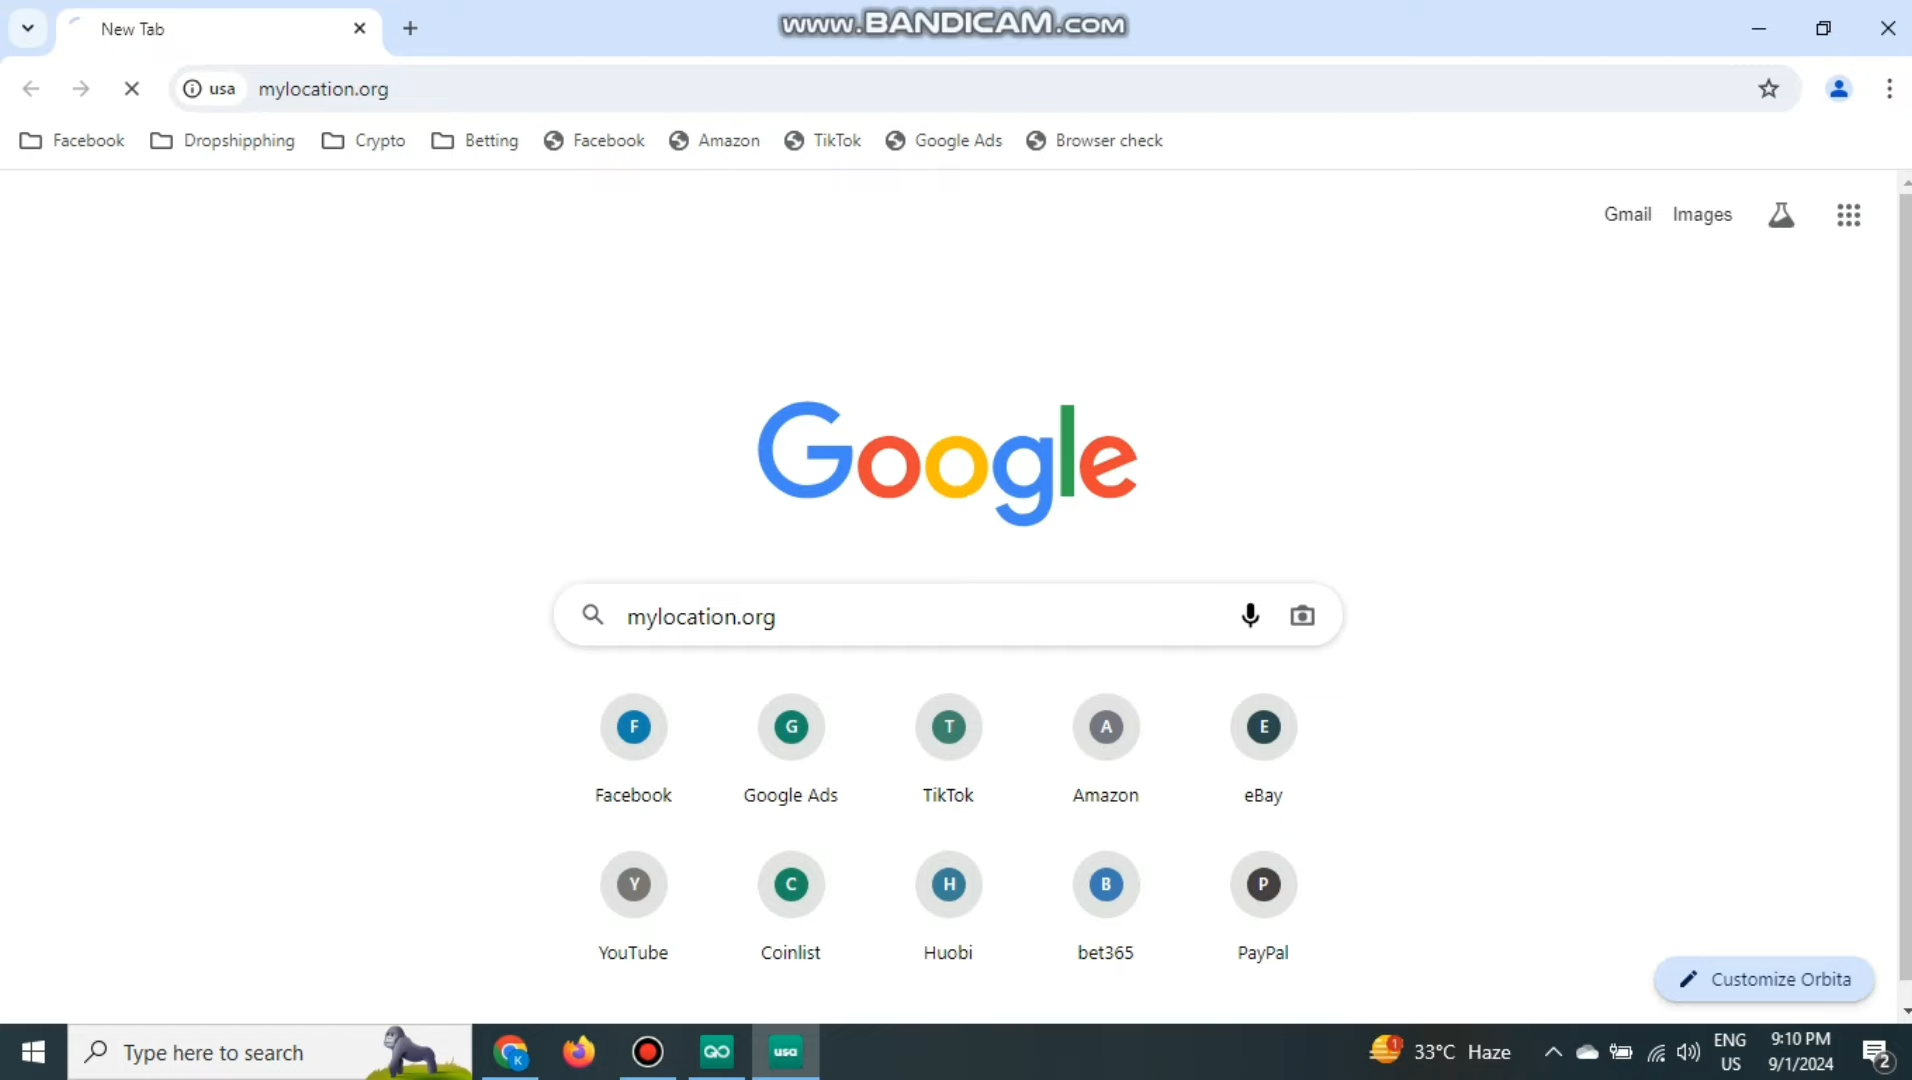 New Tab
www.BANDICAM.com
usa mylocation.org
Facebook Dropshipphing Crypto Betting Facebook Amazon TikTok Google Ads Browser check
Gmail Images
Google
mylocation.org
F G T A E
Facebook Google Ads TikTok Amazon eBay
Y C H B P
YouTube Coinlist Huobi bet365 PayPal
Customize Orbita
Type here to search
K
usa
1
33°C Haze
ENG
US
9:10 PM
9/1/2024
2